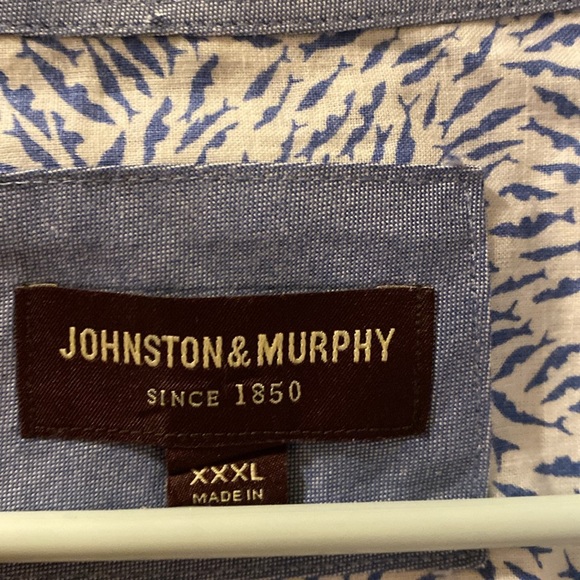 JOHNSTON & MURPHY
SINCE 1850
XXXL
MADE IN